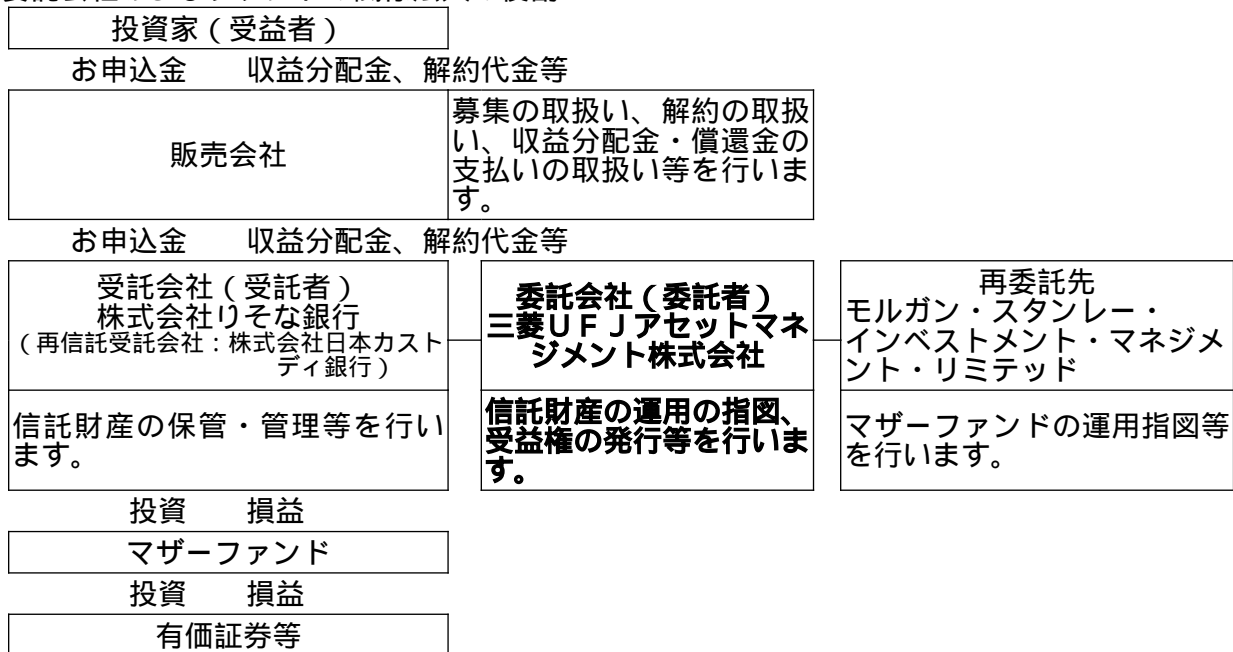 投資家（受益者）
お申込金　　収益分配金、解約代金等
販売会社
募集の取扱い、解約の取扱
い、収益分配金・償還金の
支払いの取扱い等を行いま
す。
お申込金　　収益分配金、解約代金等
受託会社（受託者）
株式会社りそな銀行
（再信託受託会社：株式会社日本カスト
ディ銀行）
委託会社（委託者）
三菱ＵＦＪアセットマネ
ジメント株式会社
再委託先
モルガン・スタンレー・
インベストメント・マネジメ
ント・リミテッド
信託財産の保管・管理等を行い
ます。
信託財産の運用の指図、
受益権の発行等を行いま
す。
マザーファンドの運用指図等
を行います。
投資　　損益
マザーファンド
投資　　損益
有価証券等